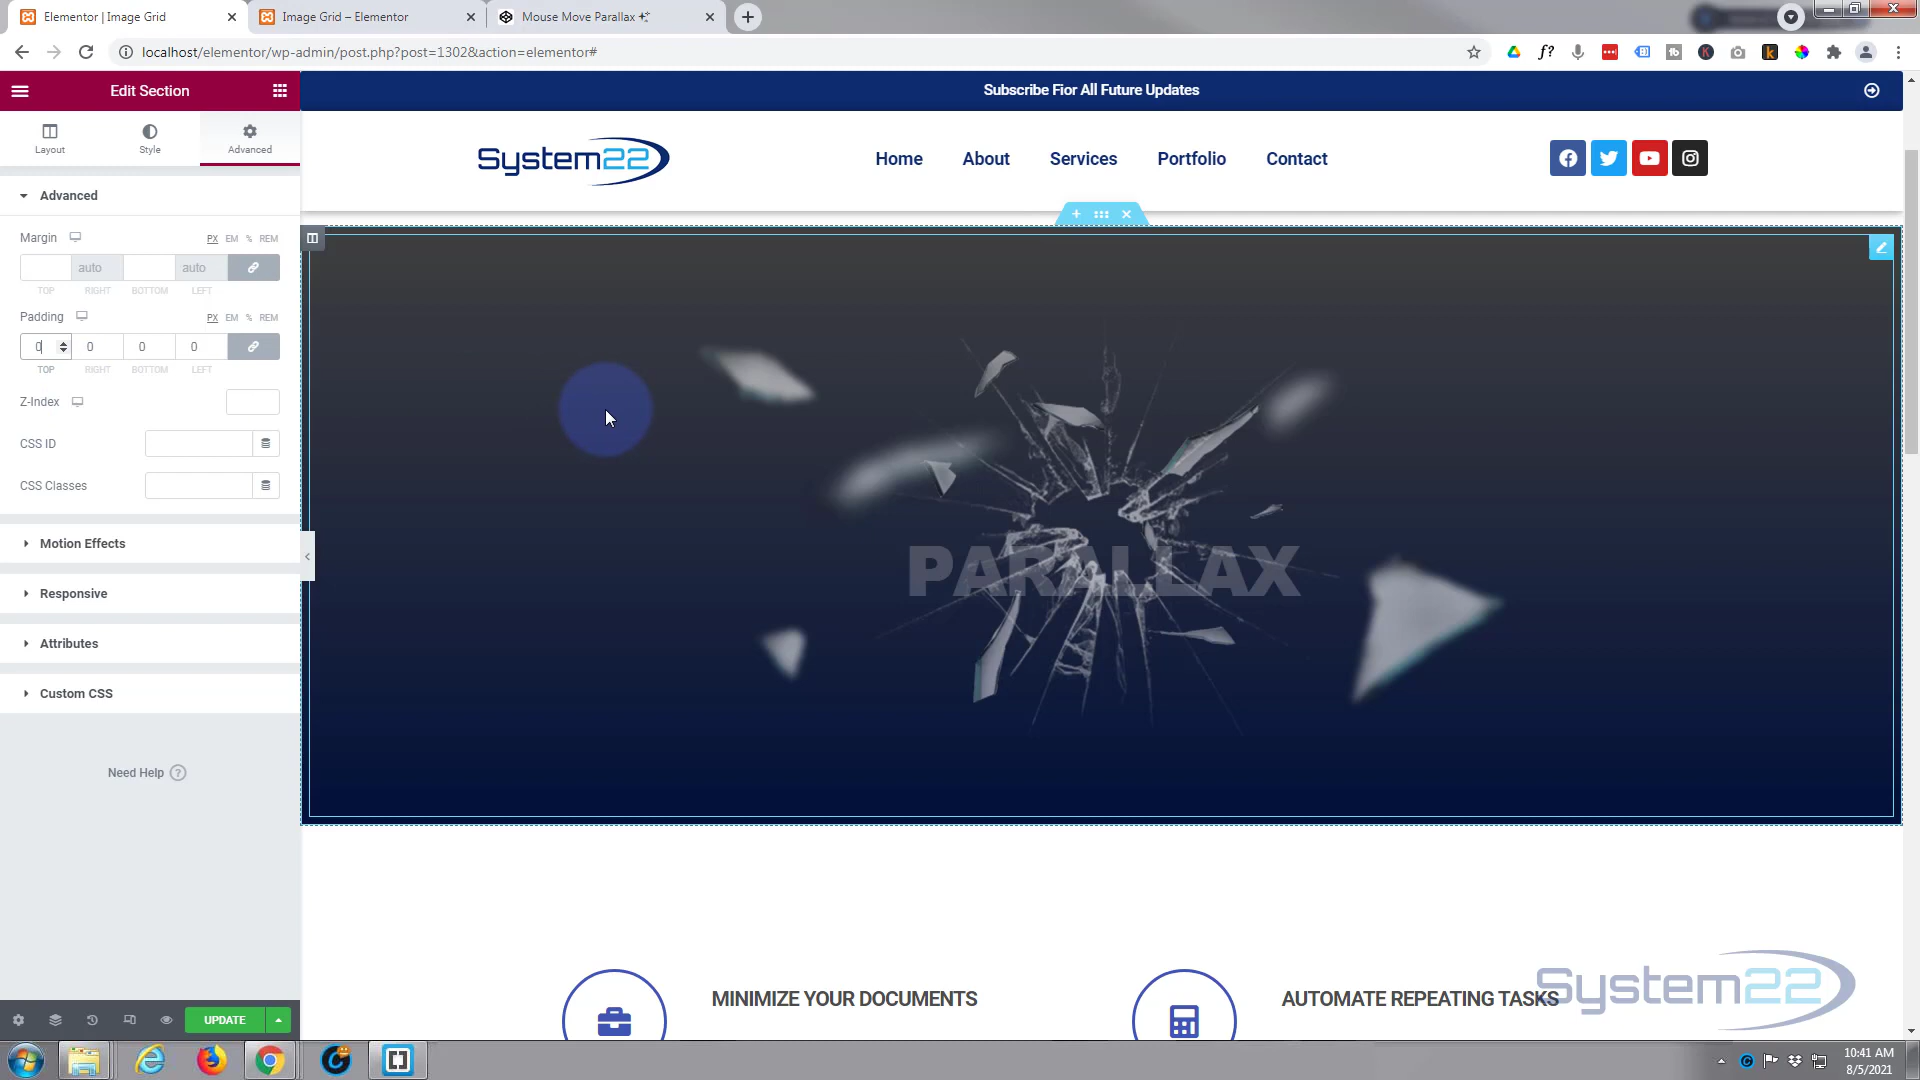 Elementor | Image Grid
Image Grid – Elementor
Mouse Move Parallax
localhost/elementor/wp-admin/post.php?post=1302&action=elementor#
Edit Section
Layout
Style
Advanced
Advanced
Margin
PX EM % REM
auto auto
TOP RIGHT BOTTOM LEFT
Padding
PX EM % REM
0 0 0 0
TOP RIGHT BOTTOM LEFT
Z-Index
CSS ID
CSS Classes
Motion Effects
Responsive
Attributes
Custom CSS
Need Help ?
UPDATE
Subscribe Fior All Future Updates
System22
Home About Services Portfolio Contact
PARALLAX
MINIMIZE YOUR DOCUMENTS
AUTOMATE REPEATING TASKS
System22
10:41 AM
8/5/2021